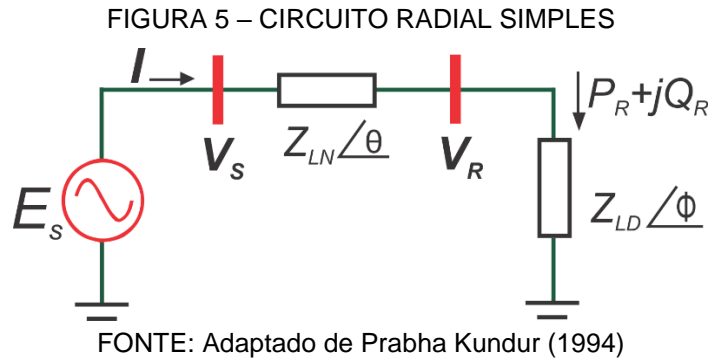 FIGURA 5 – CIRCUITO RADIAL SIMPLES
I
P_R+jQ_R
V_S
Z_LN∠θ
V_R
E_s
Z_LD∠ϕ
FONTE: Adaptado de Prabha Kundur (1994)